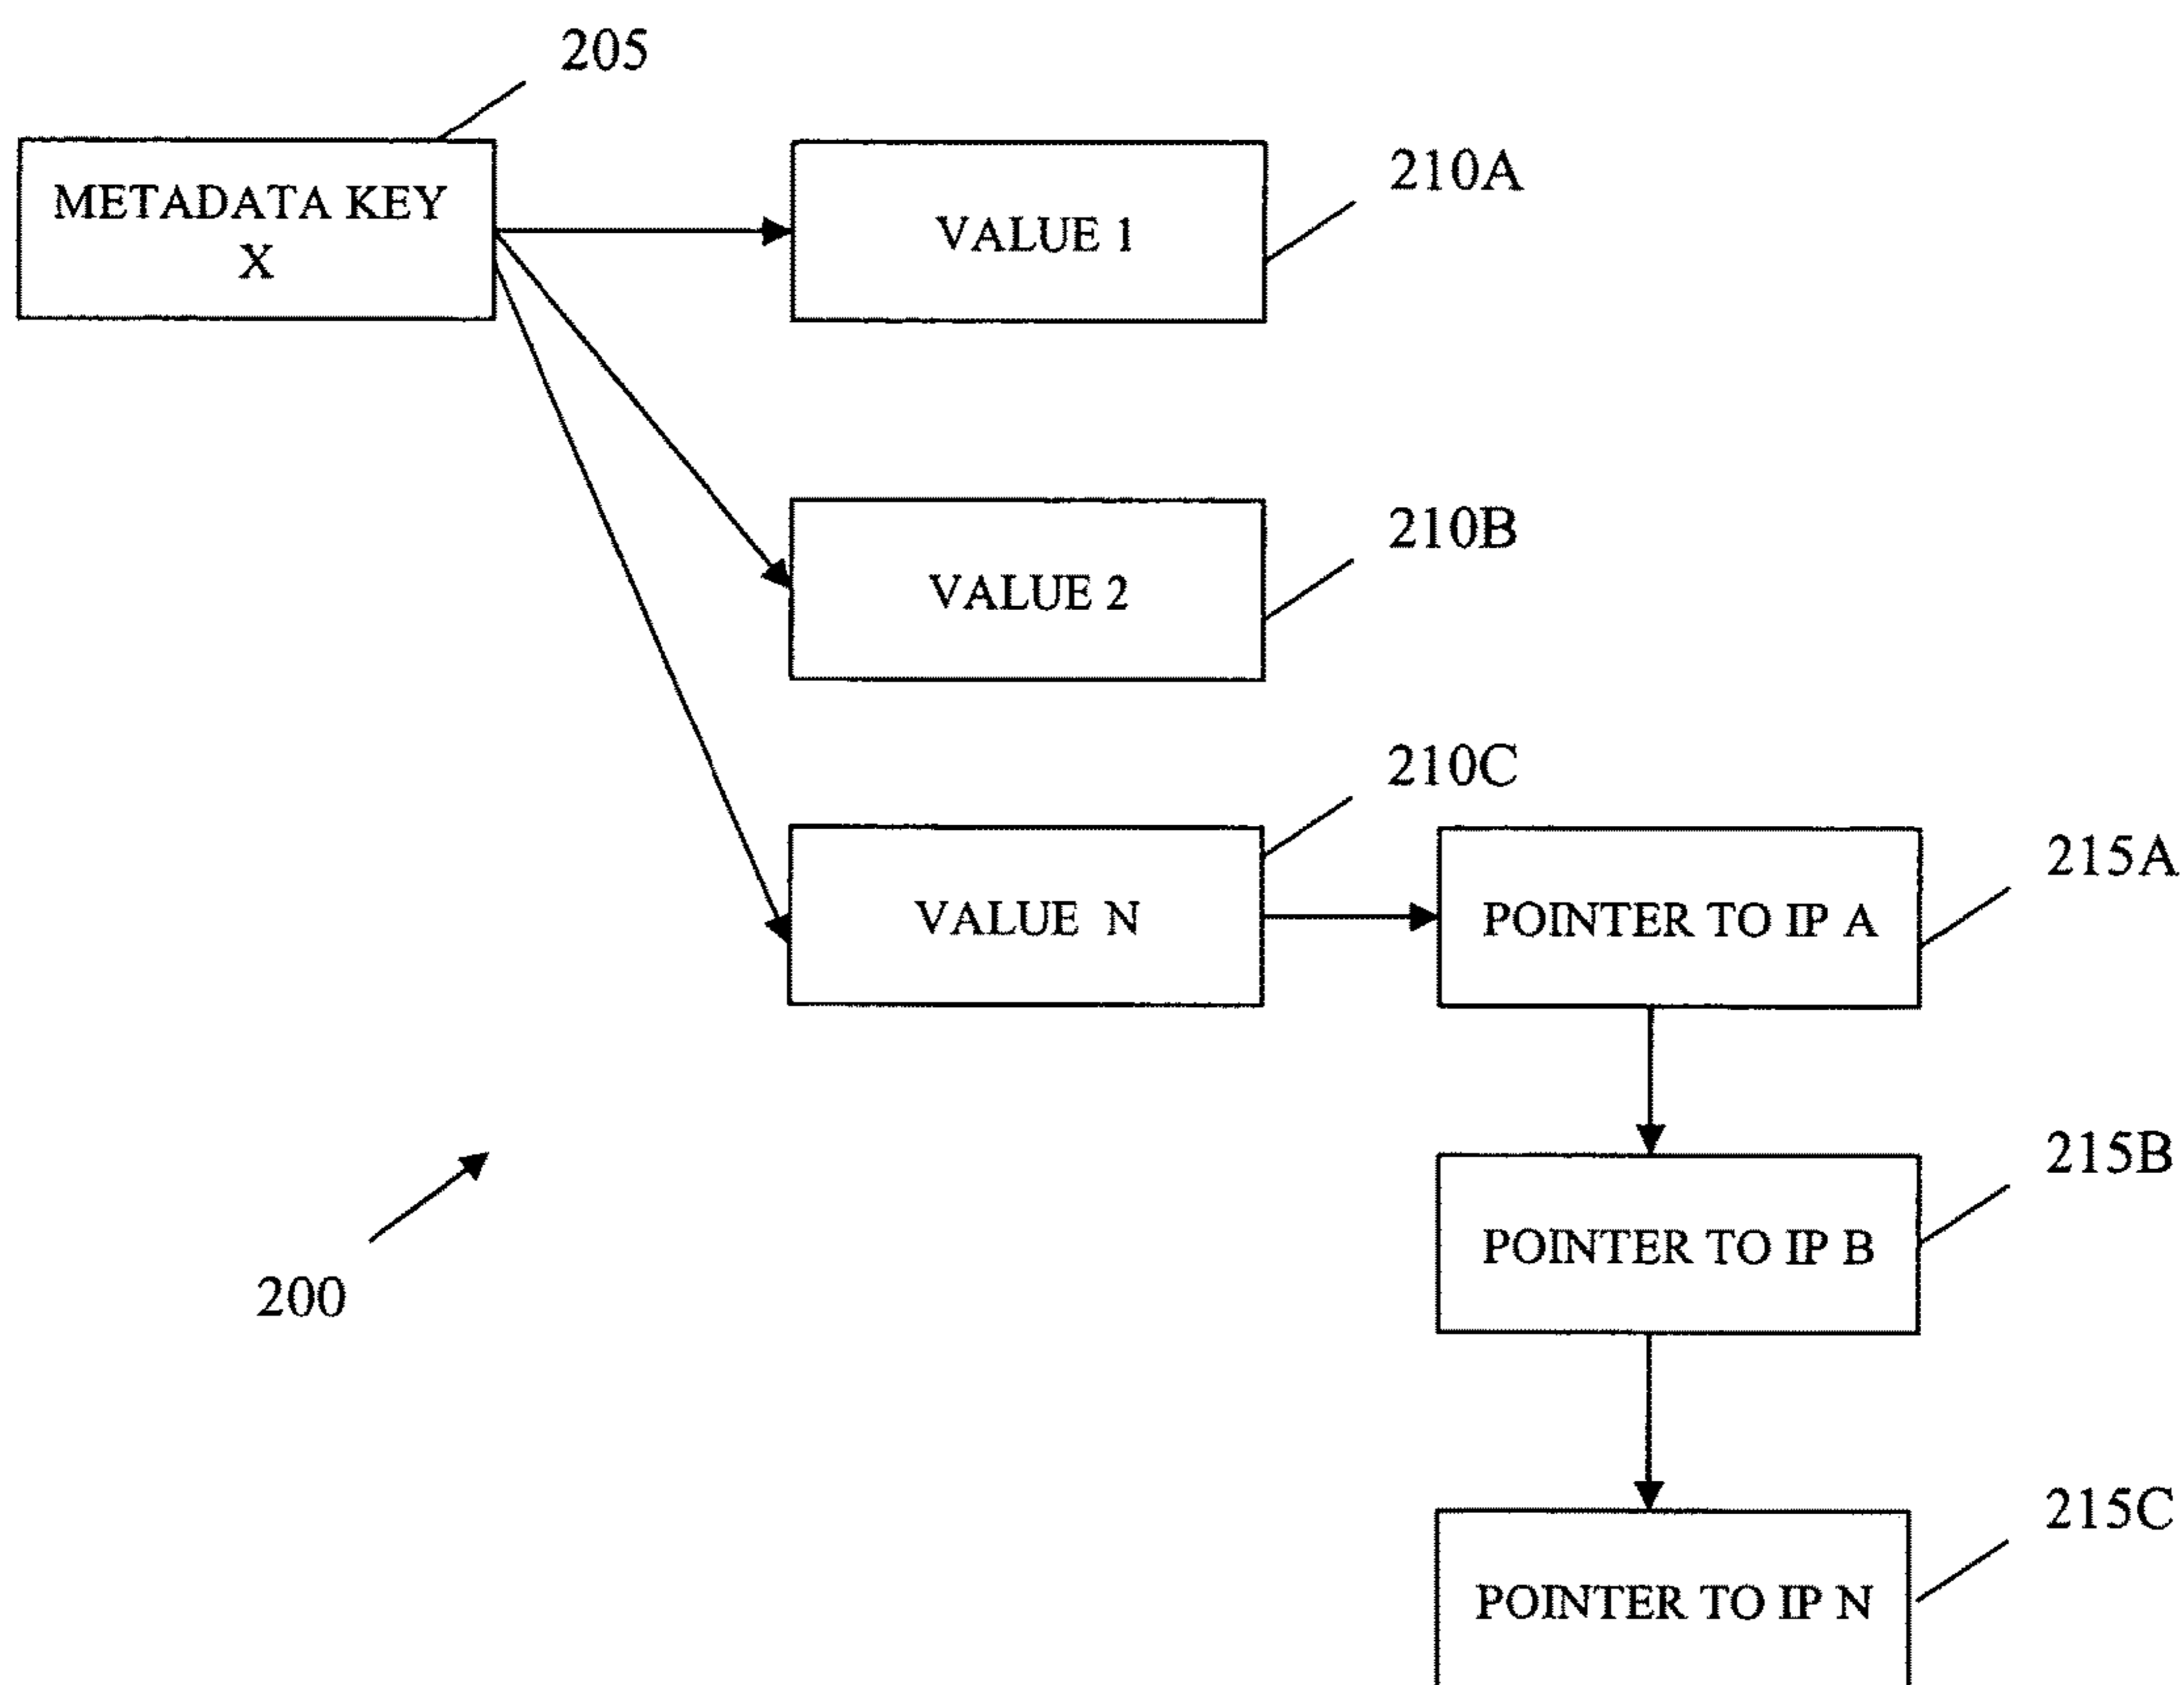 205
METADATA KEY
X
VALUE 1
210A
VALUE 2
210B
210C
VALUE N
POINTER TO IP A
215A
POINTER TO IP B
215B
200
POINTER TO IP N
215C